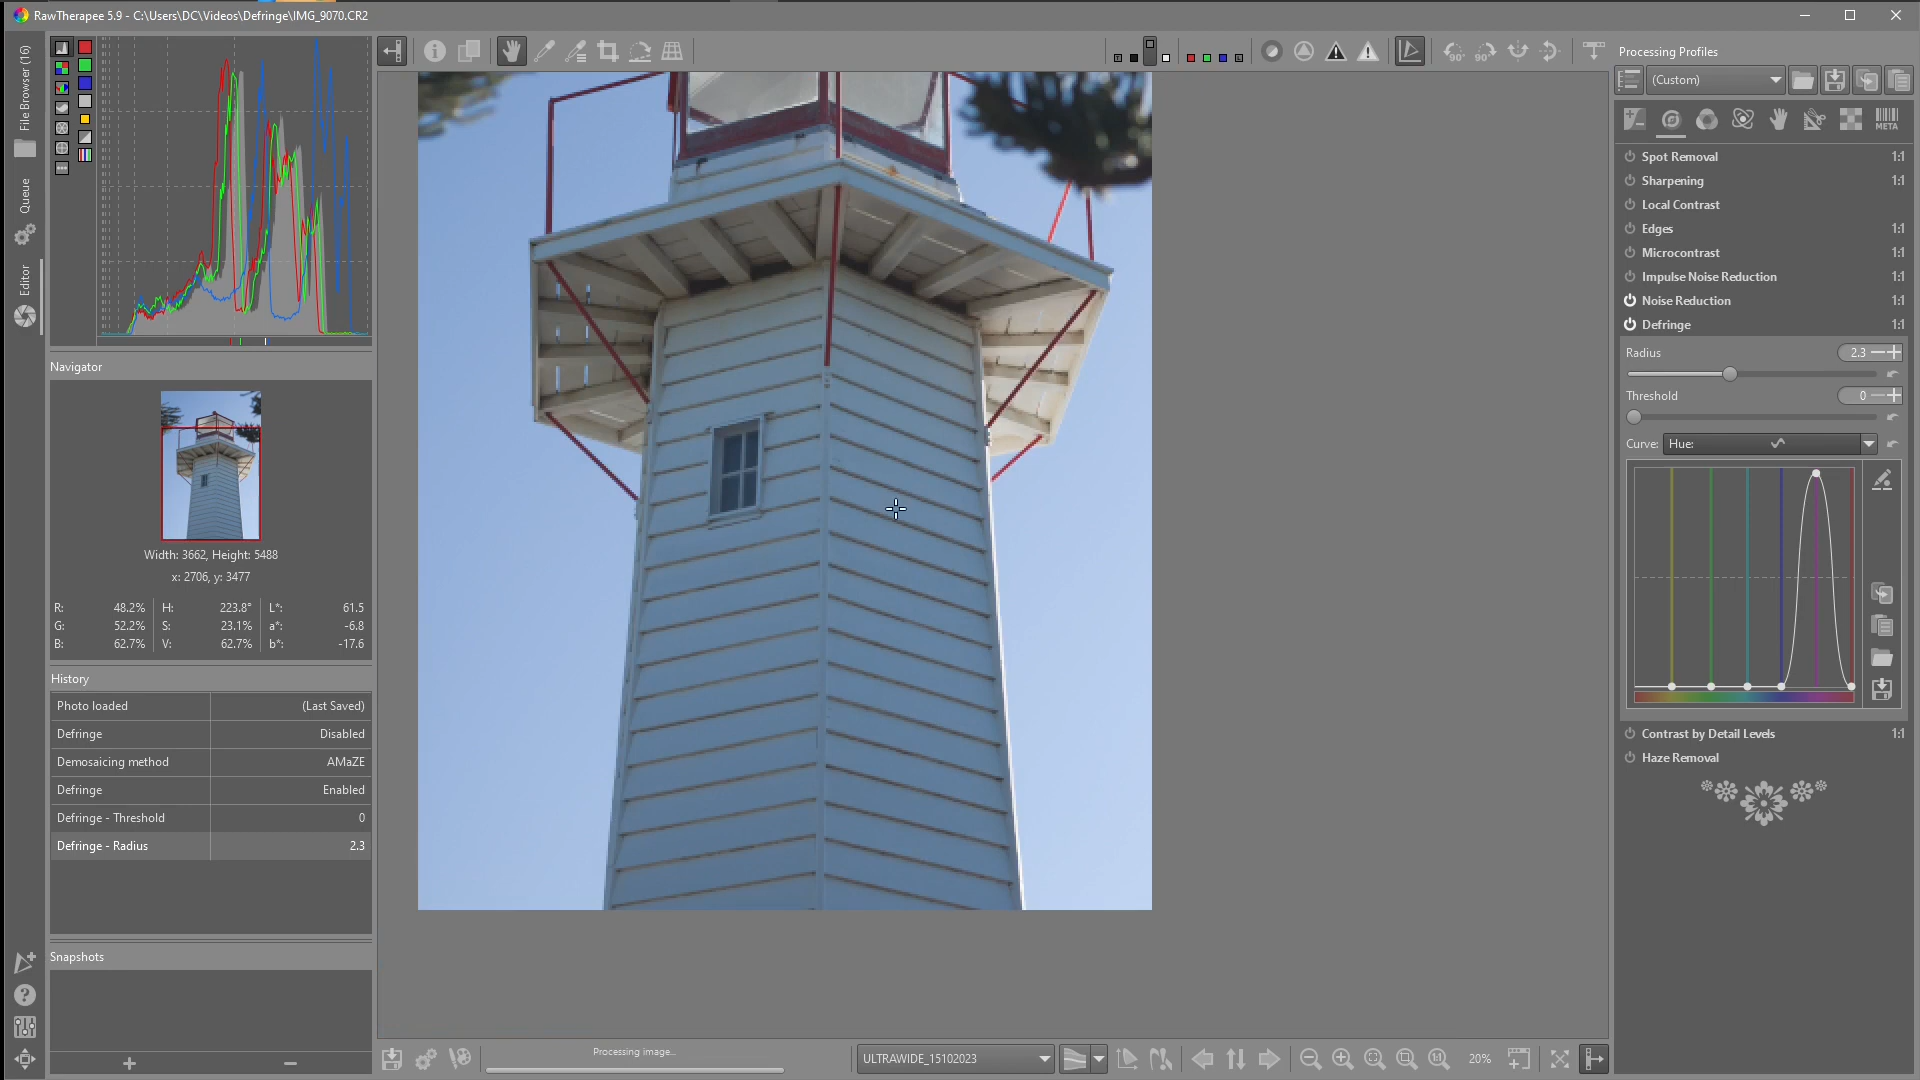 RawTherapee 5.9 - C:\Users\DC\Videos\Defringe\IMG_9070.CR2
File Browser (16)
Queue
Editor
Processing Profiles
(Custom)
META
Spot Removal 1:1
Sharpening 1:1
Local Contrast
Edges 1:1
Microcontrast 1:1
Impulse Noise Reduction 1:1
Noise Reduction 1:1
Defringe 1:1
Radius 2.3
Threshold 0
Curve: Hue:
Contrast by Detail Levels 1:1
Haze Removal
Navigator
Width: 3662, Height: 5488
x: 2706, y: 3477
R: 48.2% H: 223.8° L*: 61.5
G: 52.2% S: 23.1% a*: -6.8
B: 62.7% V: 62.7% b*: -17.6
History
Photo loaded (Last Saved)
Defringe Disabled
Demosaicing method AMaZE
Defringe Enabled
Defringe - Threshold 0
Defringe - Radius 2.3
Snapshots
Processing image...
ULTRAWIDE_15102023
20%